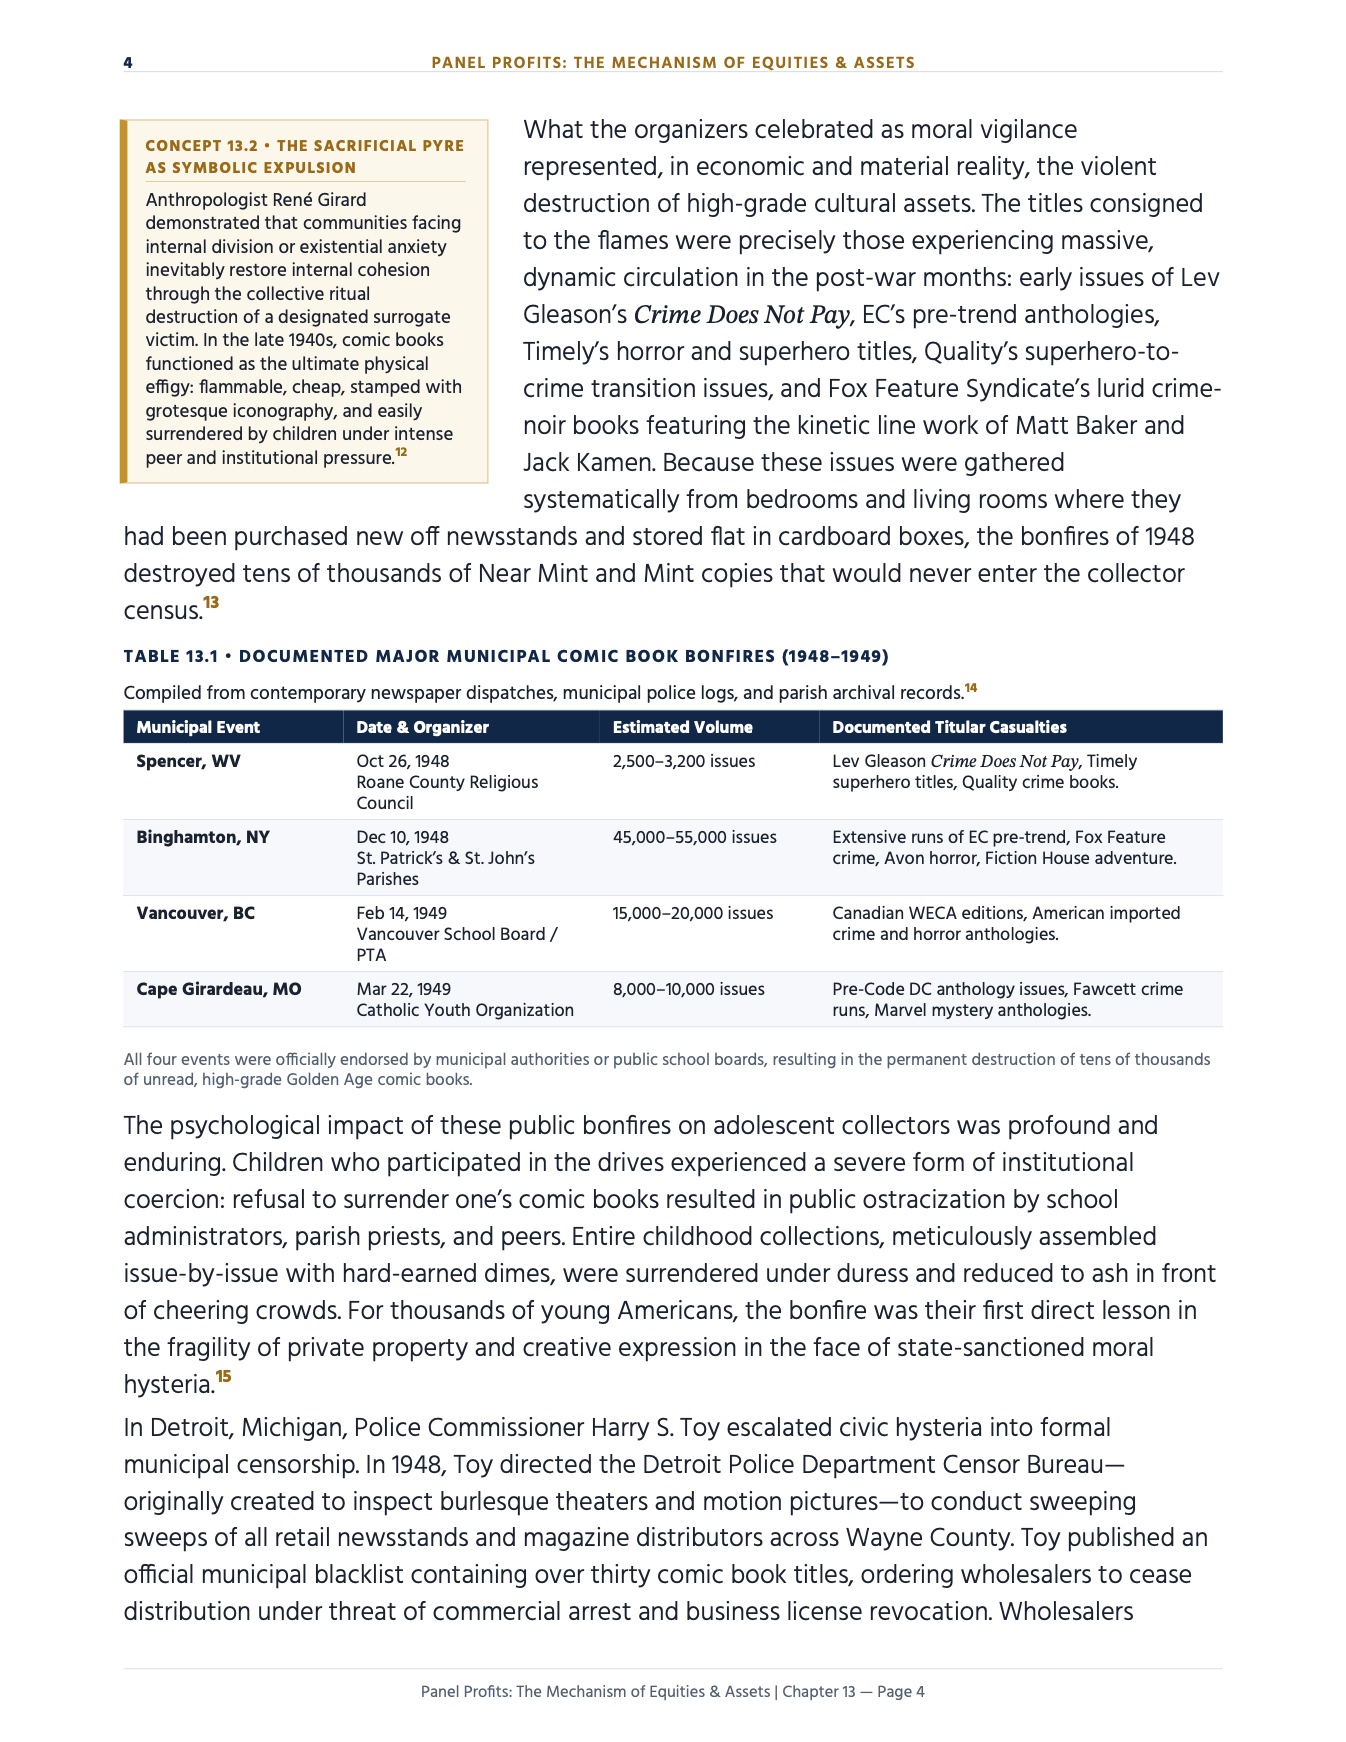 4
PANEL PROFITS: THE MECHANISM OF EQUITIES & ASSETS
CONCEPT 13.2 • THE SACRIFICIAL PYRE
AS SYMBOLIC EXPULSION
Anthropologist René Girard
demonstrated that communities facing
internal division or existential anxiety
inevitably restore internal cohesion
through the collective ritual
destruction of a designated surrogate
victim. In the late 1940s, comic books
functioned as the ultimate physical
effigy: flammable, cheap, stamped with
grotesque iconography, and easily
surrendered by children under intense
peer and institutional pressure.12
What the organizers celebrated as moral vigilance
represented, in economic and material reality, the violent
destruction of high-grade cultural assets. The titles consigned
to the flames were precisely those experiencing massive,
dynamic circulation in the post-war months: early issues of Lev
Gleason’s Crime Does Not Pay, EC’s pre-trend anthologies,
Timely’s horror and superhero titles, Quality’s superhero-to-
crime transition issues, and Fox Feature Syndicate’s lurid crime-
noir books featuring the kinetic line work of Matt Baker and
Jack Kamen. Because these issues were gathered
systematically from bedrooms and living rooms where they
had been purchased new off newsstands and stored flat in cardboard boxes, the bonfires of 1948
destroyed tens of thousands of Near Mint and Mint copies that would never enter the collector
census.13
TABLE 13.1 • DOCUMENTED MAJOR MUNICIPAL COMIC BOOK BONFIRES (1948–1949)
Compiled from contemporary newspaper dispatches, municipal police logs, and parish archival records.14
Municipal Event Date & Organizer Estimated Volume Documented Titular Casualties
Spencer, WV Oct 26, 1948 2,500–3,200 issues Lev Gleason Crime Does Not Pay, Timely
Roane County Religious superhero titles, Quality crime books.
Council
Binghamton, NY Dec 10, 1948 45,000–55,000 issues Extensive runs of EC pre-trend, Fox Feature
St. Patrick’s & St. John’s crime, Avon horror, Fiction House adventure.
Parishes
Vancouver, BC Feb 14, 1949 15,000–20,000 issues Canadian WECA editions, American imported
Vancouver School Board / crime and horror anthologies.
PTA
Cape Girardeau, MO Mar 22, 1949 8,000–10,000 issues Pre-Code DC anthology issues, Fawcett crime
Catholic Youth Organization runs, Marvel mystery anthologies.
All four events were officially endorsed by municipal authorities or public school boards, resulting in the permanent destruction of tens of thousands
of unread, high-grade Golden Age comic books.
The psychological impact of these public bonfires on adolescent collectors was profound and
enduring. Children who participated in the drives experienced a severe form of institutional
coercion: refusal to surrender one’s comic books resulted in public ostracization by school
administrators, parish priests, and peers. Entire childhood collections, meticulously assembled
issue-by-issue with hard-earned dimes, were surrendered under duress and reduced to ash in front
of cheering crowds. For thousands of young Americans, the bonfire was their first direct lesson in
the fragility of private property and creative expression in the face of state-sanctioned moral
hysteria.15
In Detroit, Michigan, Police Commissioner Harry S. Toy escalated civic hysteria into formal
municipal censorship. In 1948, Toy directed the Detroit Police Department Censor Bureau—
originally created to inspect burlesque theaters and motion pictures—to conduct sweeping
sweeps of all retail newsstands and magazine distributors across Wayne County. Toy published an
official municipal blacklist containing over thirty comic book titles, ordering wholesalers to cease
distribution under threat of commercial arrest and business license revocation. Wholesalers
Panel Profits: The Mechanism of Equities & Assets | Chapter 13 — Page 4